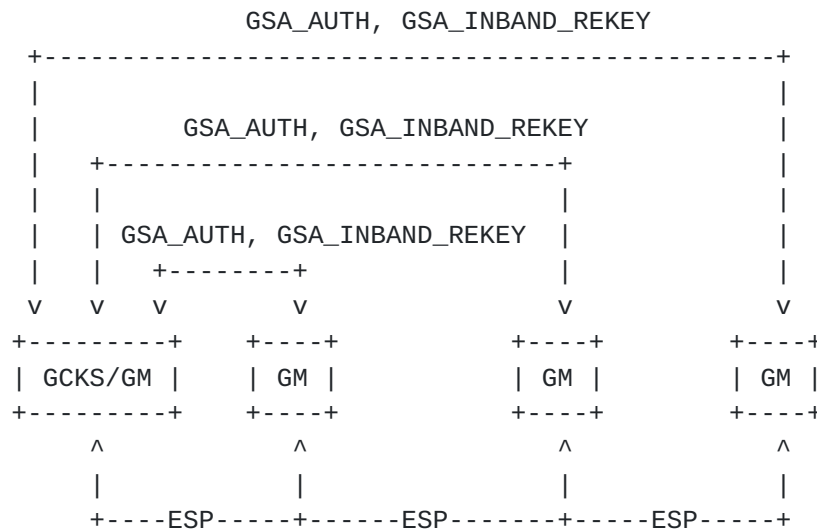 GSA_AUTH, GSA_INBAND_REKEY
GSA_AUTH, GSA_INBAND_REKEY
GSA_AUTH, GSA_INBAND_REKEY
GCKS/GM GM GM GM
ESP ESP ESP